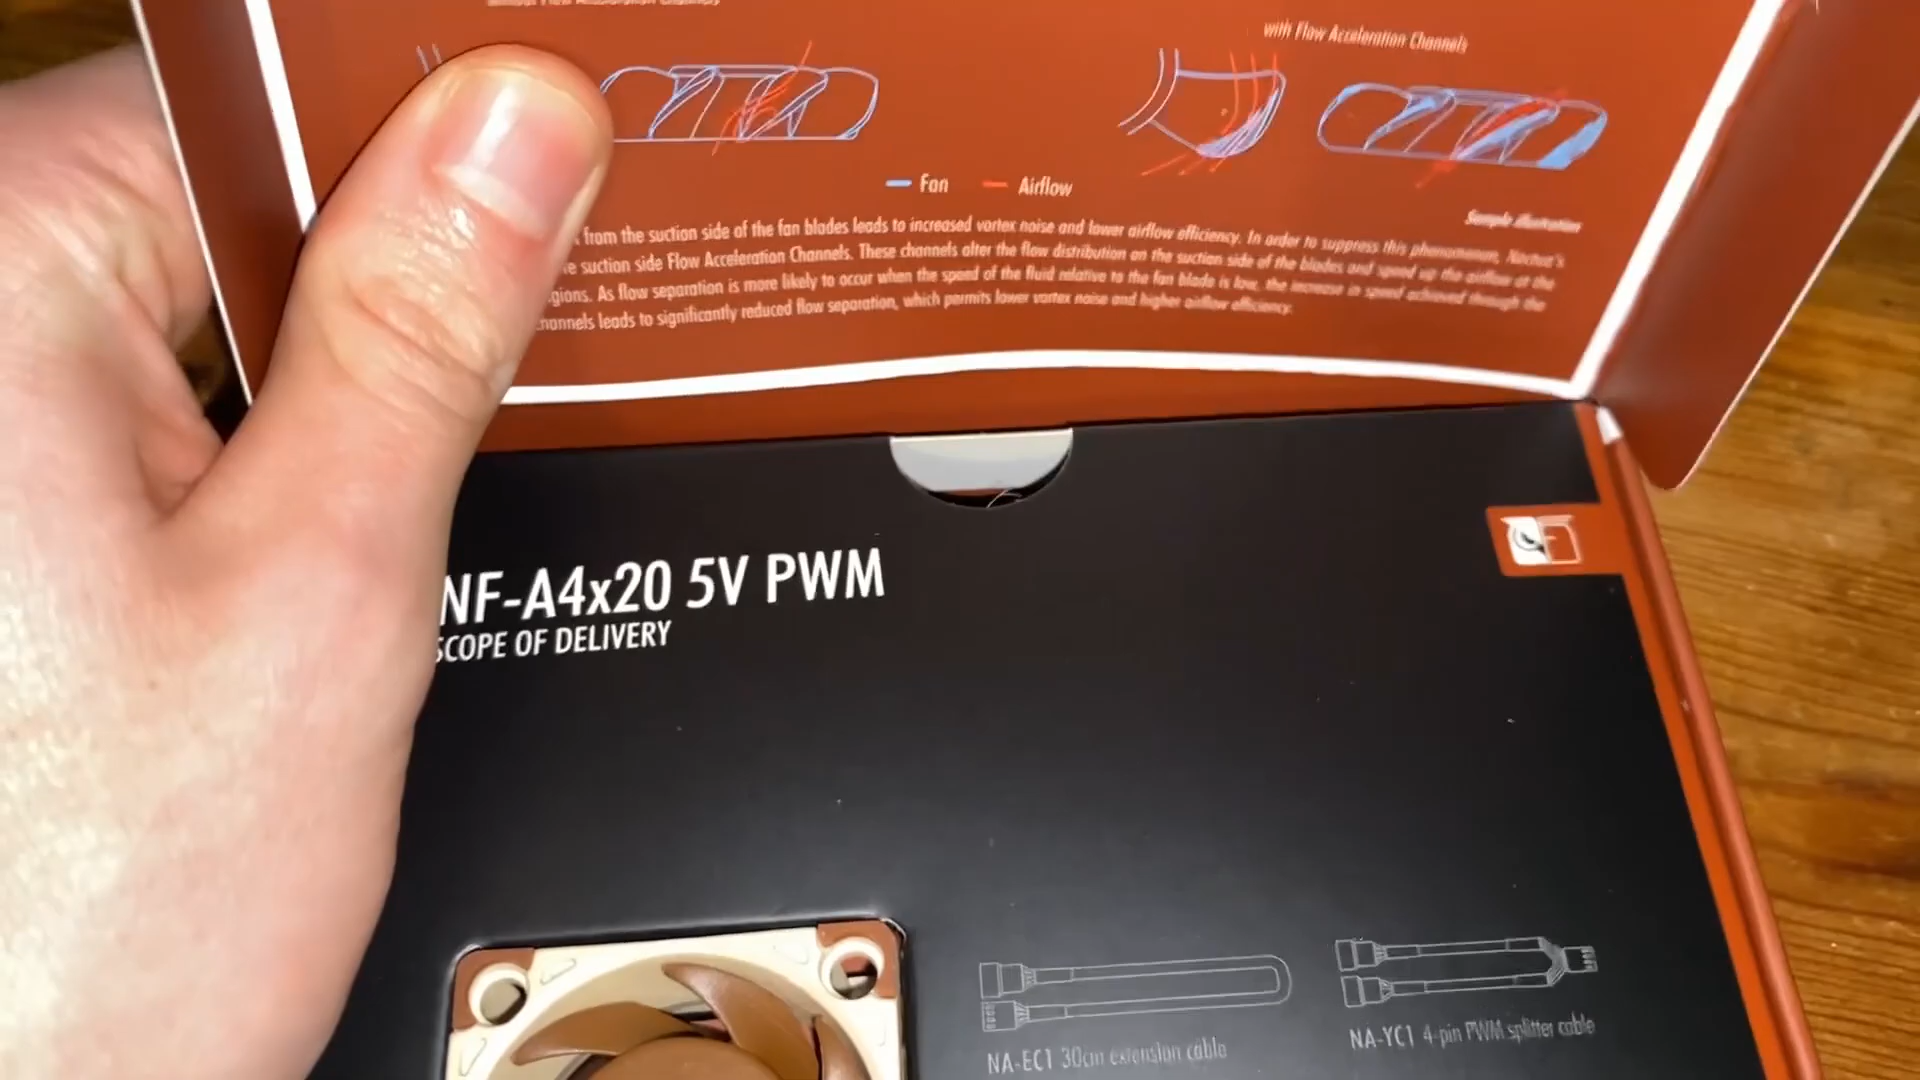 with Flow Acceleration Channels
Fan Airflow
Sample illustration
from the suction side of the fan blades leads to increased vortex noise and lower airflow efficiency. In order to suppress this phenomenon, Noctua's
suction side Flow Acceleration Channels. These channels alter the flow distribution on the suction side of the blades and speed up the airflow at the
As flow separation is more likely to occur when the speed of the fluid relative to the fan blade is low, the increase in speed achieved through the
leads to significantly reduced flow separation, which permits lower vortex noise and higher airflow efficiency.
NF-A4x20 5V PWM
SCOPE OF DELIVERY
NA-EC1 30cm extension cable
NA-YC1 4-pin PWM splitter cable